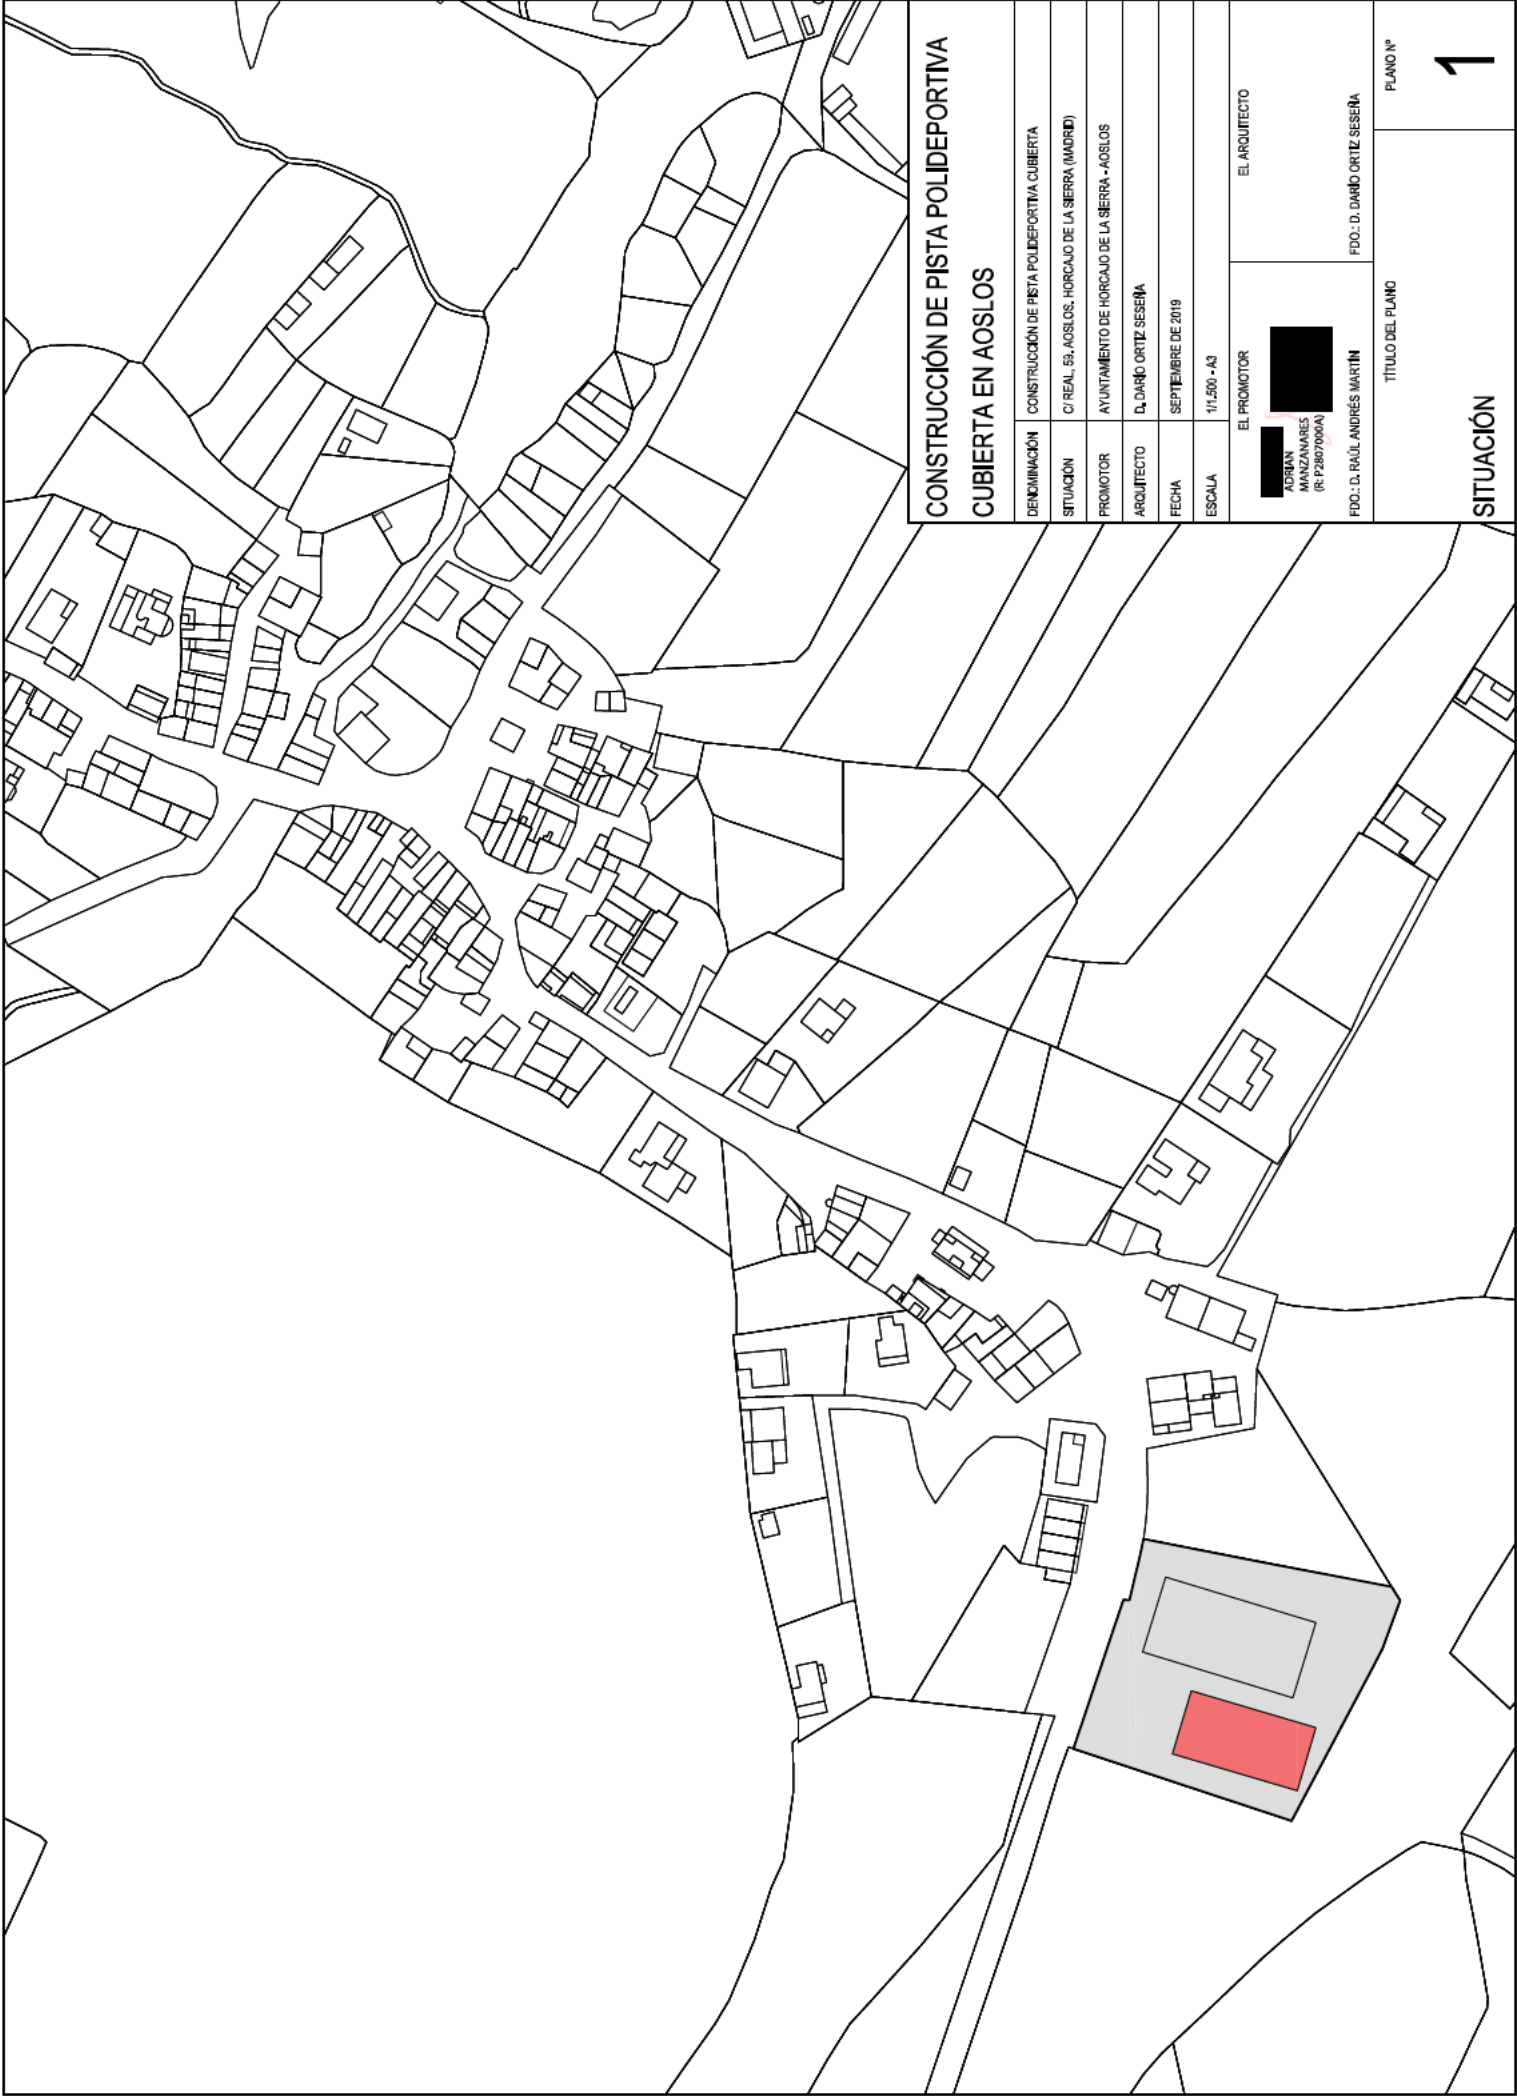 CONSTRUCCIÓN DE PISTA POLIDEPORTIVA
CUBIERTA EN AOSLOS
DENOMINACIÓN CONSTRUCCIÓN DE PISTA POLIDEPORTIVA CUBIERTA
SITUACIÓN C/ REAL, 59. AOSLOS. HORCAJO DE LA SIERRA (MADRID)
PROMOTOR AYUNTAMIENTO DE HORCAJO DE LA SIERRA - AOSLOS
ARQUITECTO D. DARÍO ORTIZ SESEÑA
FECHA SEPTIEMBRE DE 2019
ESCALA 1/1.500 - A3
EL PROMOTOR
ADRIAN
MANZANARES
(R: P2807000A)
FDO.: D. RAÚL ANDRÉS MARTÍN
EL ARQUITECTO
FDO.: D. DARÍO ORTIZ SESEÑA
TÍTULO DEL PLANO
SITUACIÓN
PLANO Nº
1